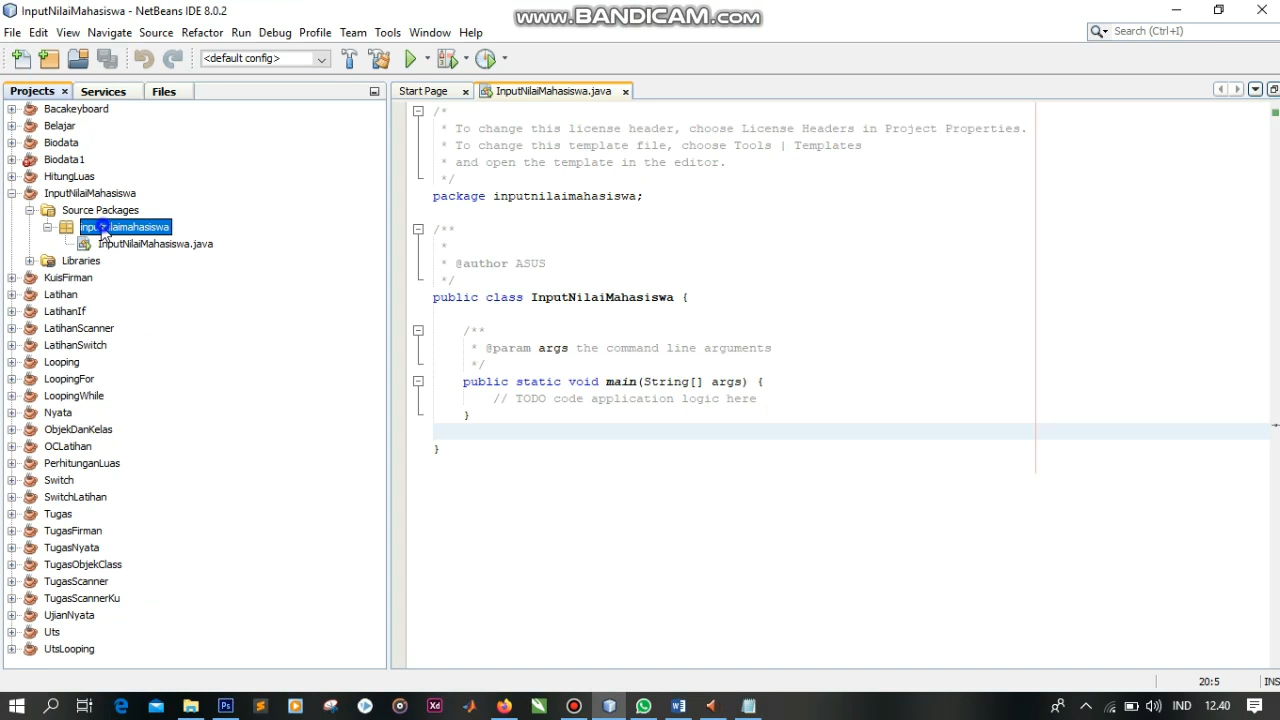 InputNilaiMahasiswa - NetBeans IDE 8.0.2
www.BANDICAM.com
File Edit View Navigate Source Refactor Run Debug Profile Team Tools Window Help
Search (Ctrl+I)
<default config>
Projects x Services Files
Start Page x InputNilaiMahasiswa.java x
Bacakeyboard
Belajar
Biodata
Biodata1
HitungLuas
InputNilaiMahasiswa
Source Packages
inputnilaimahasiswa
InputNilaiMahasiswa.java
Libraries
KuisFirman
Latihan
LatihanIf
LatihanScanner
LatihanSwitch
Looping
LoopingFor
LoopingWhile
Nyata
ObjekDanKelas
OCLatihan
PerhitunganLuas
Switch
SwitchLatihan
Tugas
TugasFirman
TugasNyata
TugasObjekClass
TugasScanner
TugasScannerKu
UjianNyata
Uts
UtsLooping
/*
* To change this license header, choose License Headers in Project Properties.
* To change this template file, choose Tools | Templates
* and open the template in the editor.
*/
package inputnilaimahasiswa;
/**
*
* @author ASUS
*/
public class InputNilaiMahasiswa {
/**
* @param args the command line arguments
*/
public static void main(String[] args) {
// TODO code application logic here
}
}
20:5 INS
Ps Xd W IND 12.40